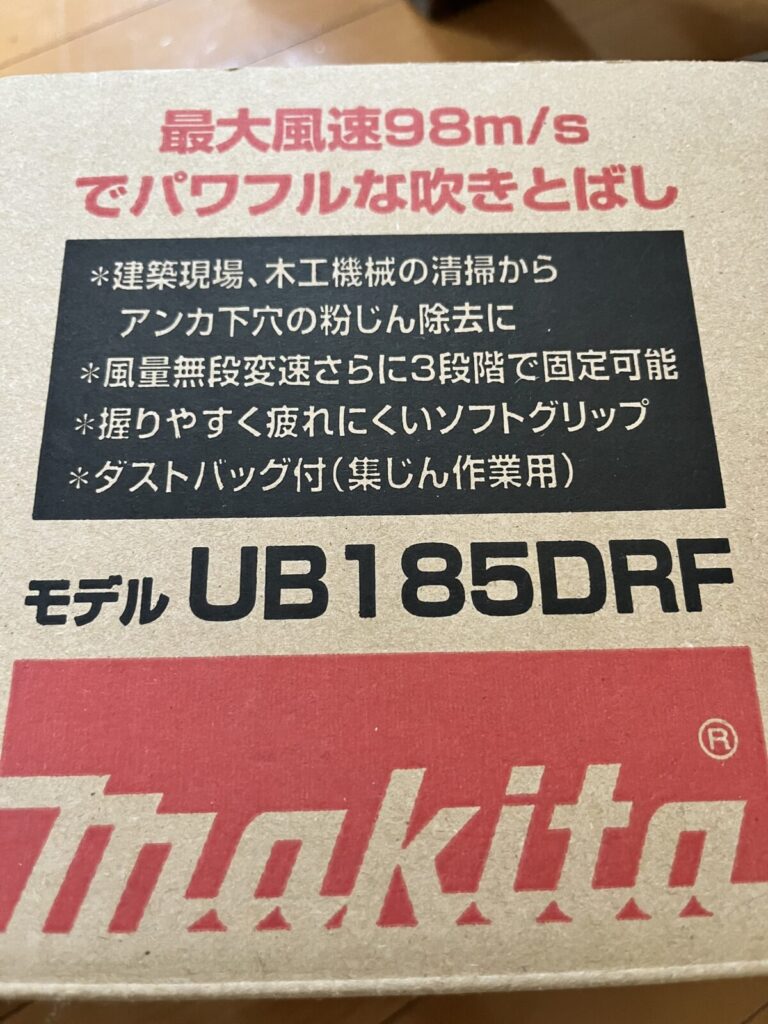 最大風速98m/s
でパワフルな吹きとばし
*建築現場、木工機械の清掃から
アンカ下穴の粉じん除去に
*風量無段変速さらに3段階で固定可能
*握りやすく疲れにくいソフトグリップ
*ダストバッグ付(集じん作業用)
モデル UB185DRF
makita®